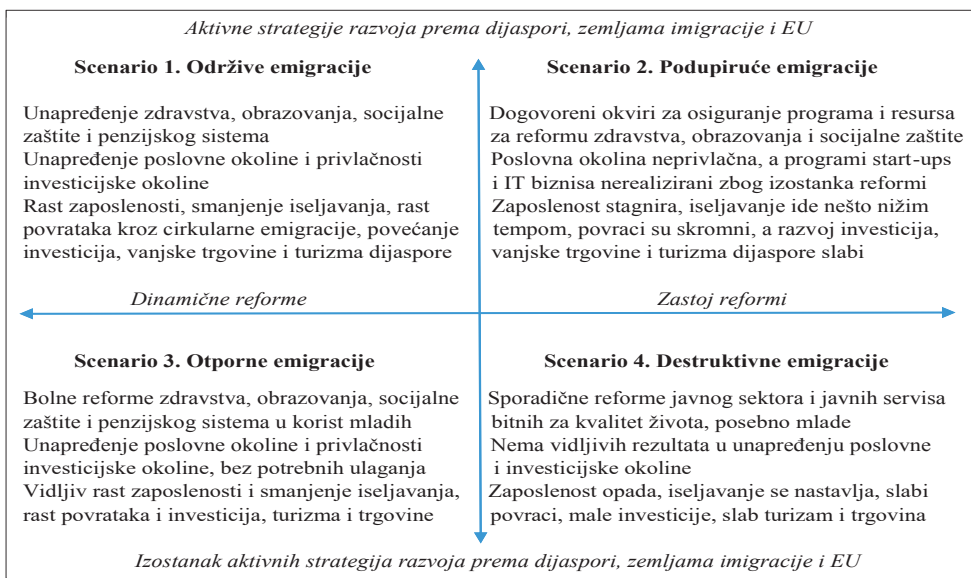 Aktivne strategije razvoja prema dijaspori, zemljama imigracije i EU
Scenario 1. Održive emigracije
Unapređenje zdravstva, obrazovanja, socijalne
zaštite i penzijskog sistema
Unapređenje poslovne okoline i privlačnosti
investicijske okoline
Rast zaposlenosti, smanjenje iseljavanja, rast
povrataka kroz cirkularne emigracije, povećanje
investicija, vanjske trgovine i turizma dijaspore
Scenario 2. Podupiruće emigracije
Dogovoreni okviri za osiguranje programa i resursa
za reformu zdravstva, obrazovanja i socijalne zaštite
Poslovna okolina neprivlačna, a programi start-ups
i IT biznisa nerealizirani zbog izostanka reformi
Zaposlenost stagnira, iseljavanje ide nešto nižim
tempom, povraci su skromni, a razvoj investicija,
vanjske trgovine i turizma dijaspore slabi
Dinamične reforme
Zastoj reformi
Scenario 3. Otporne emigracije
Bolne reforme zdravstva, obrazovanja, socijalne
zaštite i penzijskog sistema u korist mladih
Unapređenje poslovne okoline i privlačnosti
investicijske okoline, bez potrebnih ulaganja
Vidljiv rast zaposlenosti i smanjenje iseljavanja,
rast povrataka i investicija, turizma i trgovine
Scenario 4. Destruktivne emigracije
Sporadične reforme javnog sektora i javnih servisa
bitnih za kvalitet života, posebno mlade
Nema vidljivih rezultata u unapređenju poslovne
i investicijske okoline
Zaposlenost opada, iseljavanje se nastavlja, slabi
povraci, male investicije, slab turizam i trgovina
Izostanak aktivnih strategija razvoja prema dijaspori, zemljama imigracije i EU